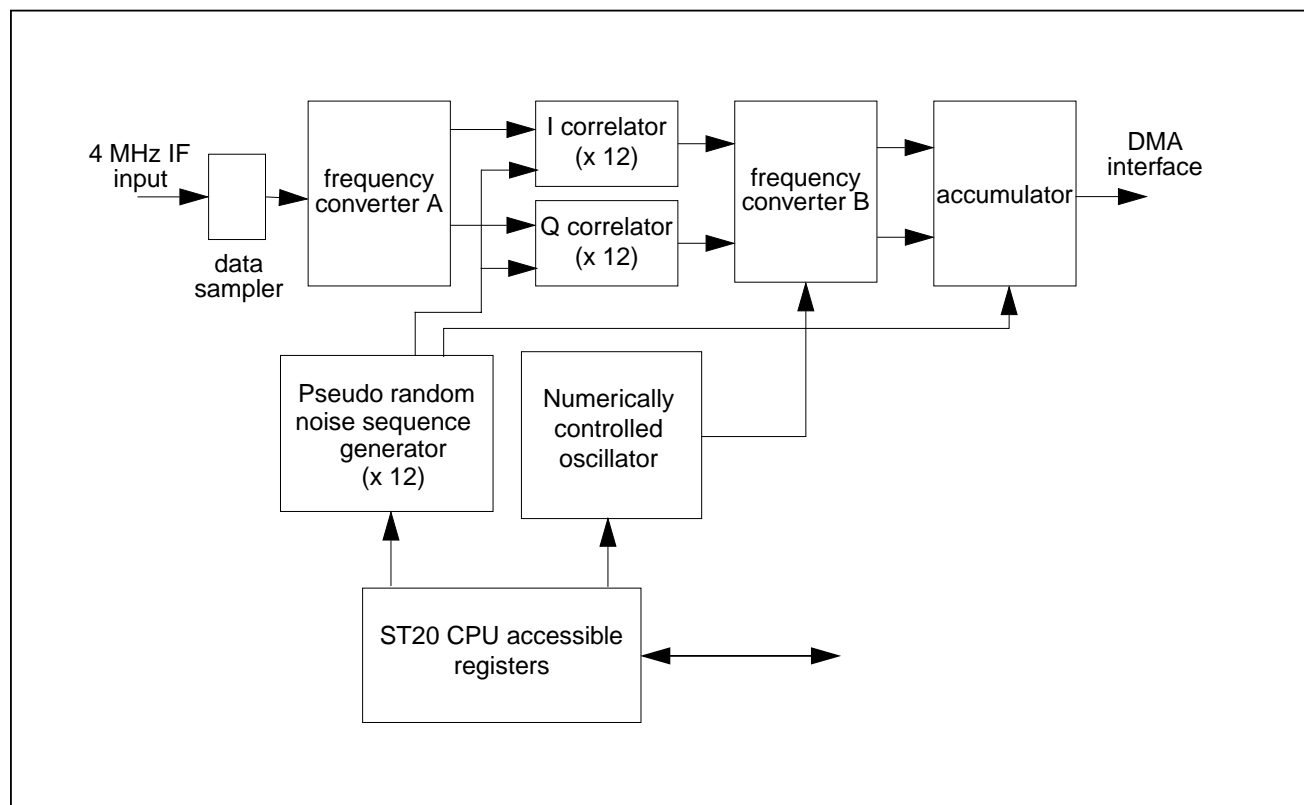 4 MHz IF
input
data
sampler
frequency
converter A
I correlator
(x 12)
Q correlator
(x 12)
frequency
converter B
accumulator
DMA
interface
Pseudo random
noise sequence
generator
(x 12)
Numerically
controlled
oscillator
ST20 CPU accessible
registers